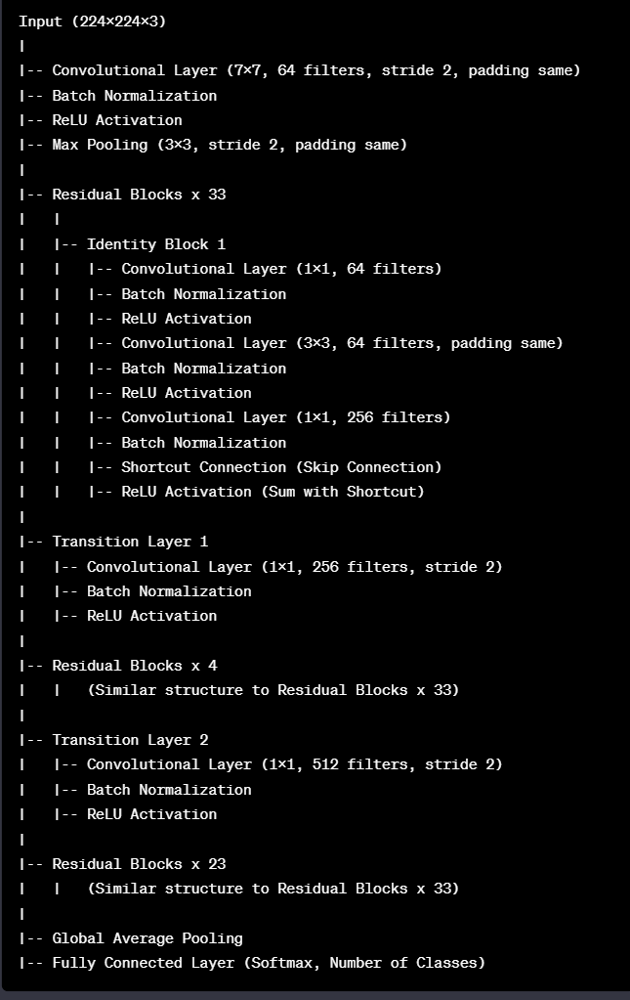 Input (224×224×3)
|
|-- Convolutional Layer (7×7, 64 filters, stride 2, padding same)
|-- Batch Normalization
|-- ReLU Activation
|-- Max Pooling (3×3, stride 2, padding same)
|
|-- Residual Blocks x 33
|   |
|   |-- Identity Block 1
|   |   |-- Convolutional Layer (1×1, 64 filters)
|   |   |-- Batch Normalization
|   |   |-- ReLU Activation
|   |   |-- Convolutional Layer (3×3, 64 filters, padding same)
|   |   |-- Batch Normalization
|   |   |-- ReLU Activation
|   |   |-- Convolutional Layer (1×1, 256 filters)
|   |   |-- Batch Normalization
|   |   |-- Shortcut Connection (Skip Connection)
|   |   |-- ReLU Activation (Sum with Shortcut)
|
|-- Transition Layer 1
|   |-- Convolutional Layer (1×1, 256 filters, stride 2)
|   |-- Batch Normalization
|   |-- ReLU Activation
|
|-- Residual Blocks x 4
|   |   (Similar structure to Residual Blocks x 33)
|
|-- Transition Layer 2
|   |-- Convolutional Layer (1×1, 512 filters, stride 2)
|   |-- Batch Normalization
|   |-- ReLU Activation
|
|-- Residual Blocks x 23
|   |   (Similar structure to Residual Blocks x 33)
|
|-- Global Average Pooling
|-- Fully Connected Layer (Softmax, Number of Classes)